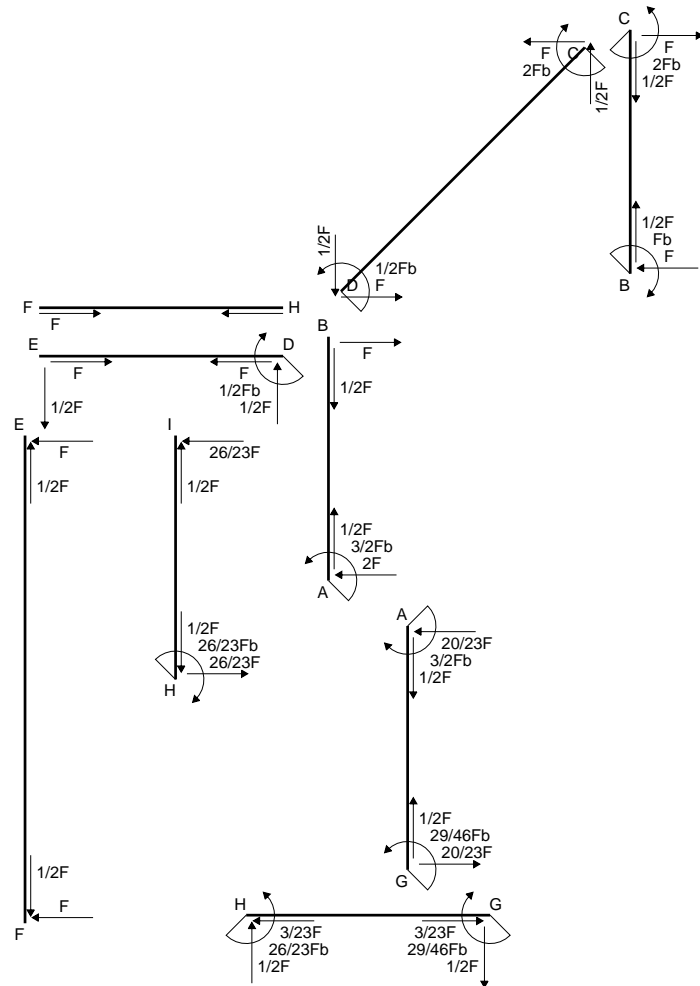 C
F
C
F
2Fb
2Fb
1/2F
1/2F
1/2F
1/2F
Fb
F
B
1/2Fb
D
F
F
H
F
B
F
E
D
F
F
1/2Fb
1/2F
1/2F
1/2F
E
F
I
26/23F
1/2F
1/2F
1/2F
3/2Fb
2F
A
A
20/23F
3/2Fb
1/2F
1/2F
26/23Fb
26/23F
H
1/2F
29/46Fb
20/23F
G
1/2F
F
F
H
G
3/23F
3/23F
26/23Fb
29/46Fb
1/2F
1/2F